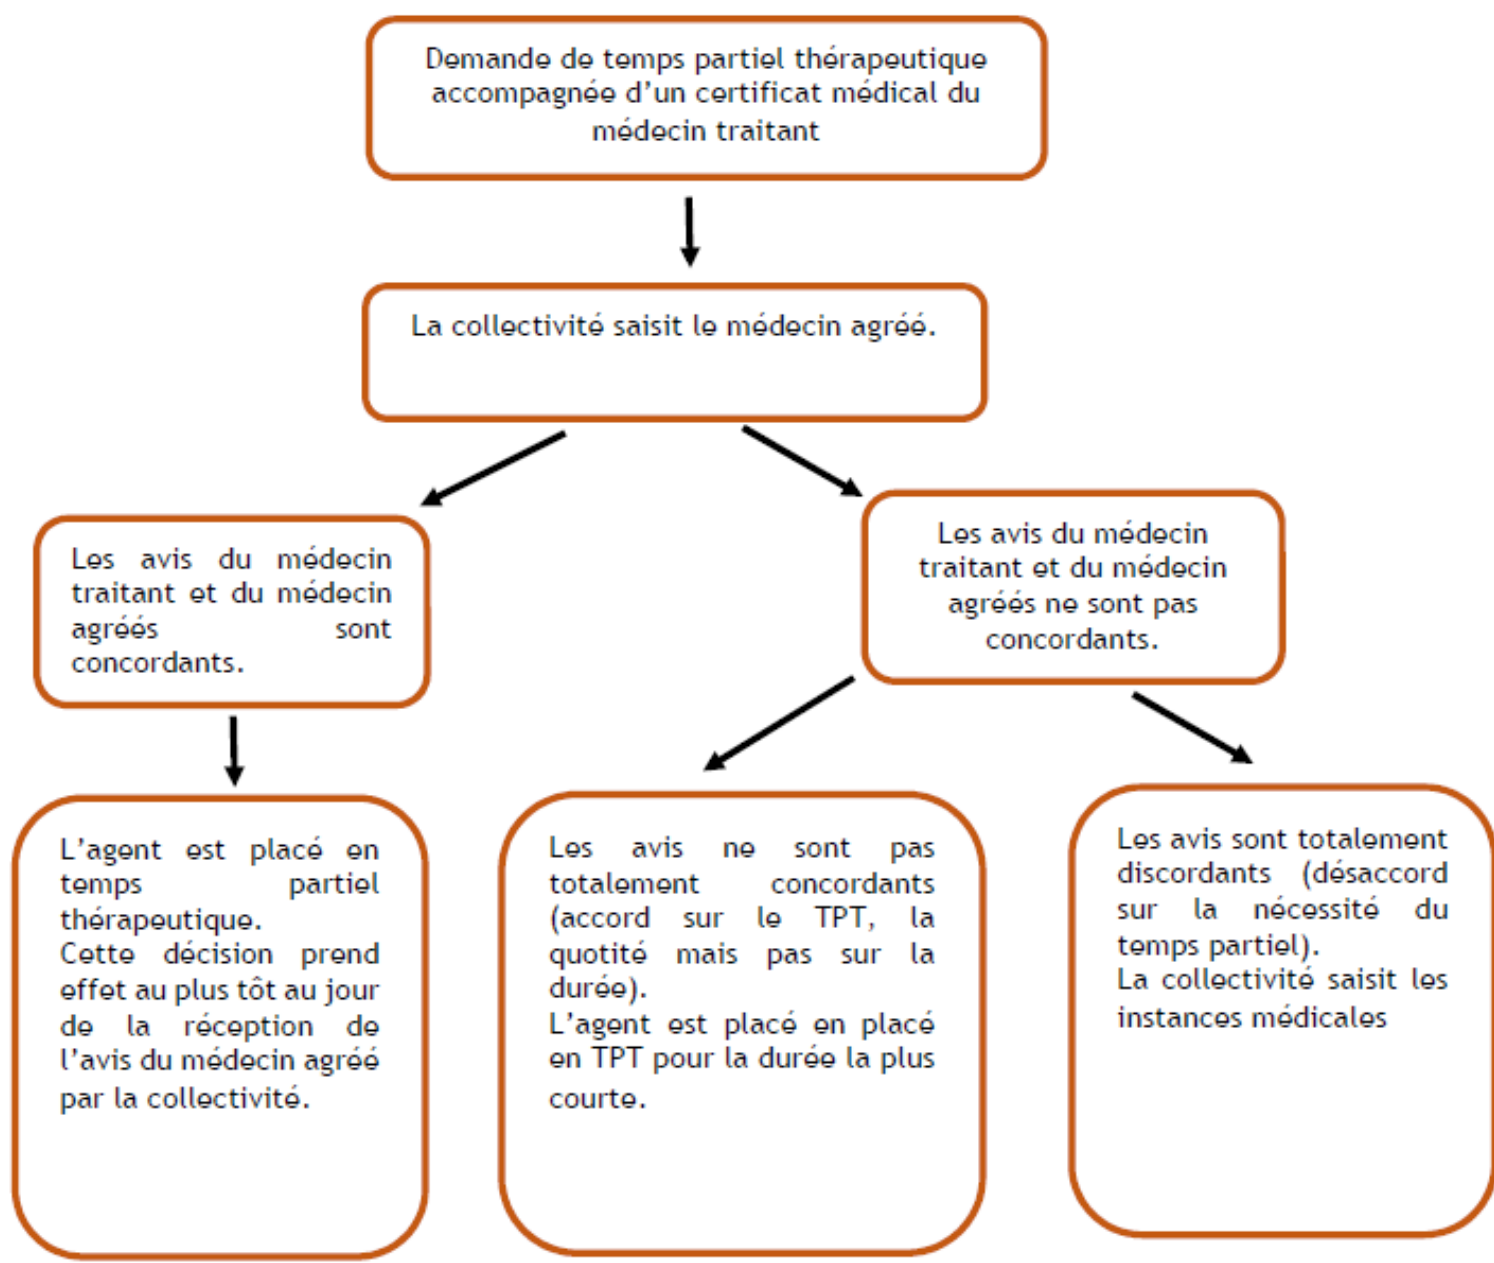 Demande de temps partiel thérapeutique
accompagnée d'un certificat médical du
médecin traitant
La collectivité saisit le médecin agréé.
Les avis du médecin
traitant et du médecin
agréés sont
concordants.
Les avis du médecin
traitant et du médecin
agréés ne sont pas
concordants.
L'agent est placé en
temps partiel
thérapeutique.
Cette décision prend
effet au plus tôt au jour
de la réception de
l'avis du médecin agréé
par la collectivité.
Les avis ne sont pas
totalement concordants
(accord sur le TPT, la
quotité mais pas sur la
durée).
L'agent est placé en placé
en TPT pour la durée la plus
courte.
Les avis sont totalement
discordants (désaccord
sur la nécessité du
temps partiel).
La collectivité saisit les
instances médicales